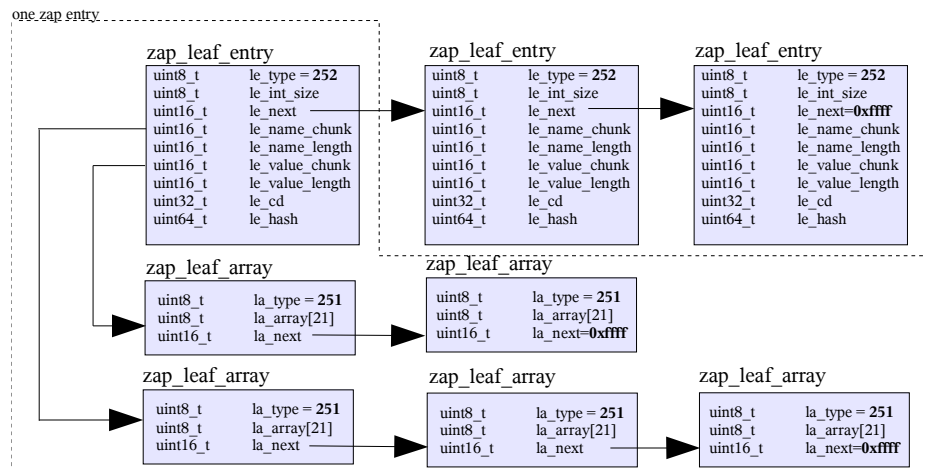 one zap entry
zap_leaf_entry
uint8_t le_type = 252
uint8_t le_int_size
uint16_t le_next
uint16_t le_name_chunk
uint16_t le_name_length
uint16_t le_value_chunk
uint16_t le_value_length
uint32_t le_cd
uint64_t le_hash
zap_leaf_entry
uint8_t le_type = 252
uint8_t le_int_size
uint16_t le_next
uint16_t le_name_chunk
uint16_t le_name_length
uint16_t le_value_chunk
uint16_t le_value_length
uint32_t le_cd
uint64_t le_hash
zap_leaf_entry
uint8_t le_type = 252
uint8_t le_int_size
uint16_t le_next=0xffff
uint16_t le_name_chunk
uint16_t le_name_length
uint16_t le_value_chunk
uint16_t le_value_length
uint32_t le_cd
uint64_t le_hash
zap_leaf_array
uint8_t la_type = 251
uint8_t la_array[21]
uint16_t la_next
zap_leaf_array
uint8_t la_type = 251
uint8_t la_array[21]
uint16_t la_next=0xffff
zap_leaf_array
uint8_t la_type = 251
uint8_t la_array[21]
uint16_t la_next
zap_leaf_array
uint8_t la_type = 251
uint8_t la_array[21]
uint16_t la_next
zap_leaf_array
uint8_t la_type = 251
uint8_t la_array[21]
uint16_t la_next=0xffff